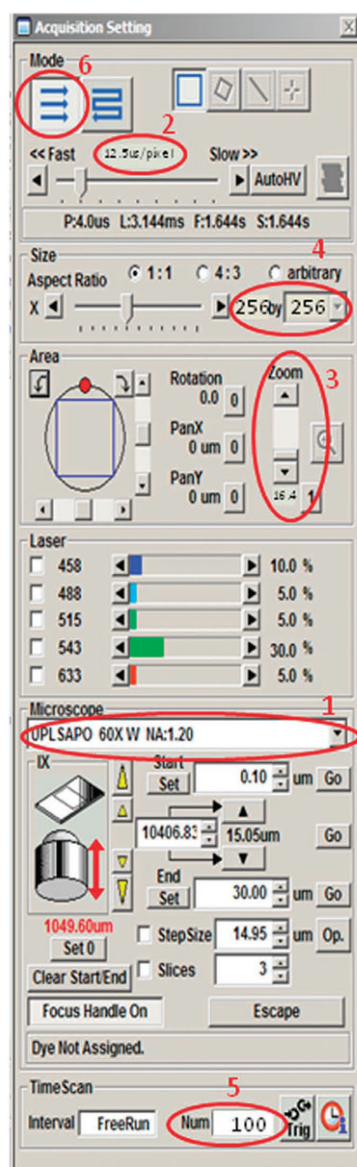 Acquisition Setting
Mode
6
2
<< Fast 12.5us/pixel Slow >>
AutoHV
P:4.0us L:3.144ms F:1.644s S:1.644s
Size
4
Aspect Ratio 1:1 4:3 arbitrary
X 256 by 256
Area
Rotation Zoom 3
0.0 0
PanX
0 um 0
PanY
0 um 0 16.4 1
Laser
458 10.0 %
488 5.0 %
515 5.0 %
543 30.0 %
633 5.0 %
Microscope 1
UPLSAPO 60X W NA:1.20
IX Start
Set 0.10 um Go
10406.83 15.05um Go
End
Set 30.00 um Go
1049.60um
StepSize 14.95 um Op.
Set 0
Slices 3
Clear Start/End
Focus Handle On Escape
Dye Not Assigned.
TimeScan 5
Interval FreeRun Num 100 Trig